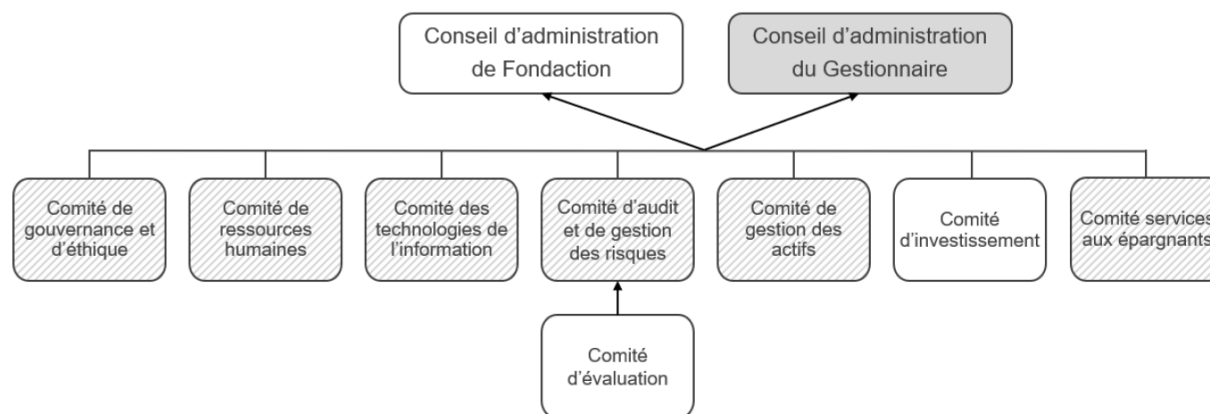 Conseil d’administration
de Fondaction
Conseil d’administration
du Gestionnaire
Comité de
gouvernance et
d’éthique
Comité de
ressources
humaines
Comité des
technologies de
l’information
Comité d’audit
et de gestion
des risques
Comité de
gestion des
actifs
Comité
d’investissement
Comité services
aux épargnants
Comité
d’évaluation